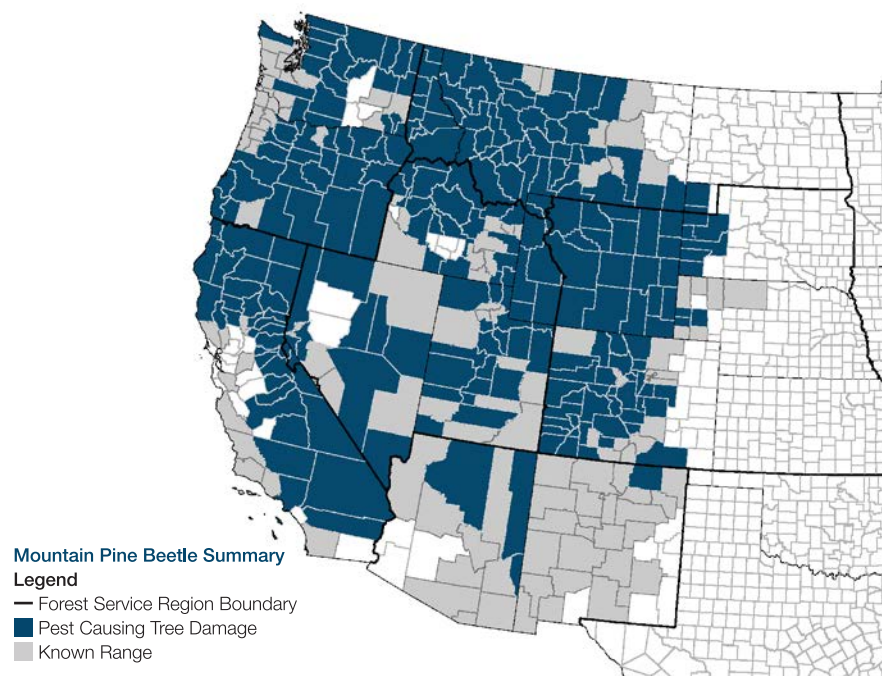 Mountain Pine Beetle Summary
Legend
Forest Service Region Boundary
Pest Causing Tree Damage
Known Range